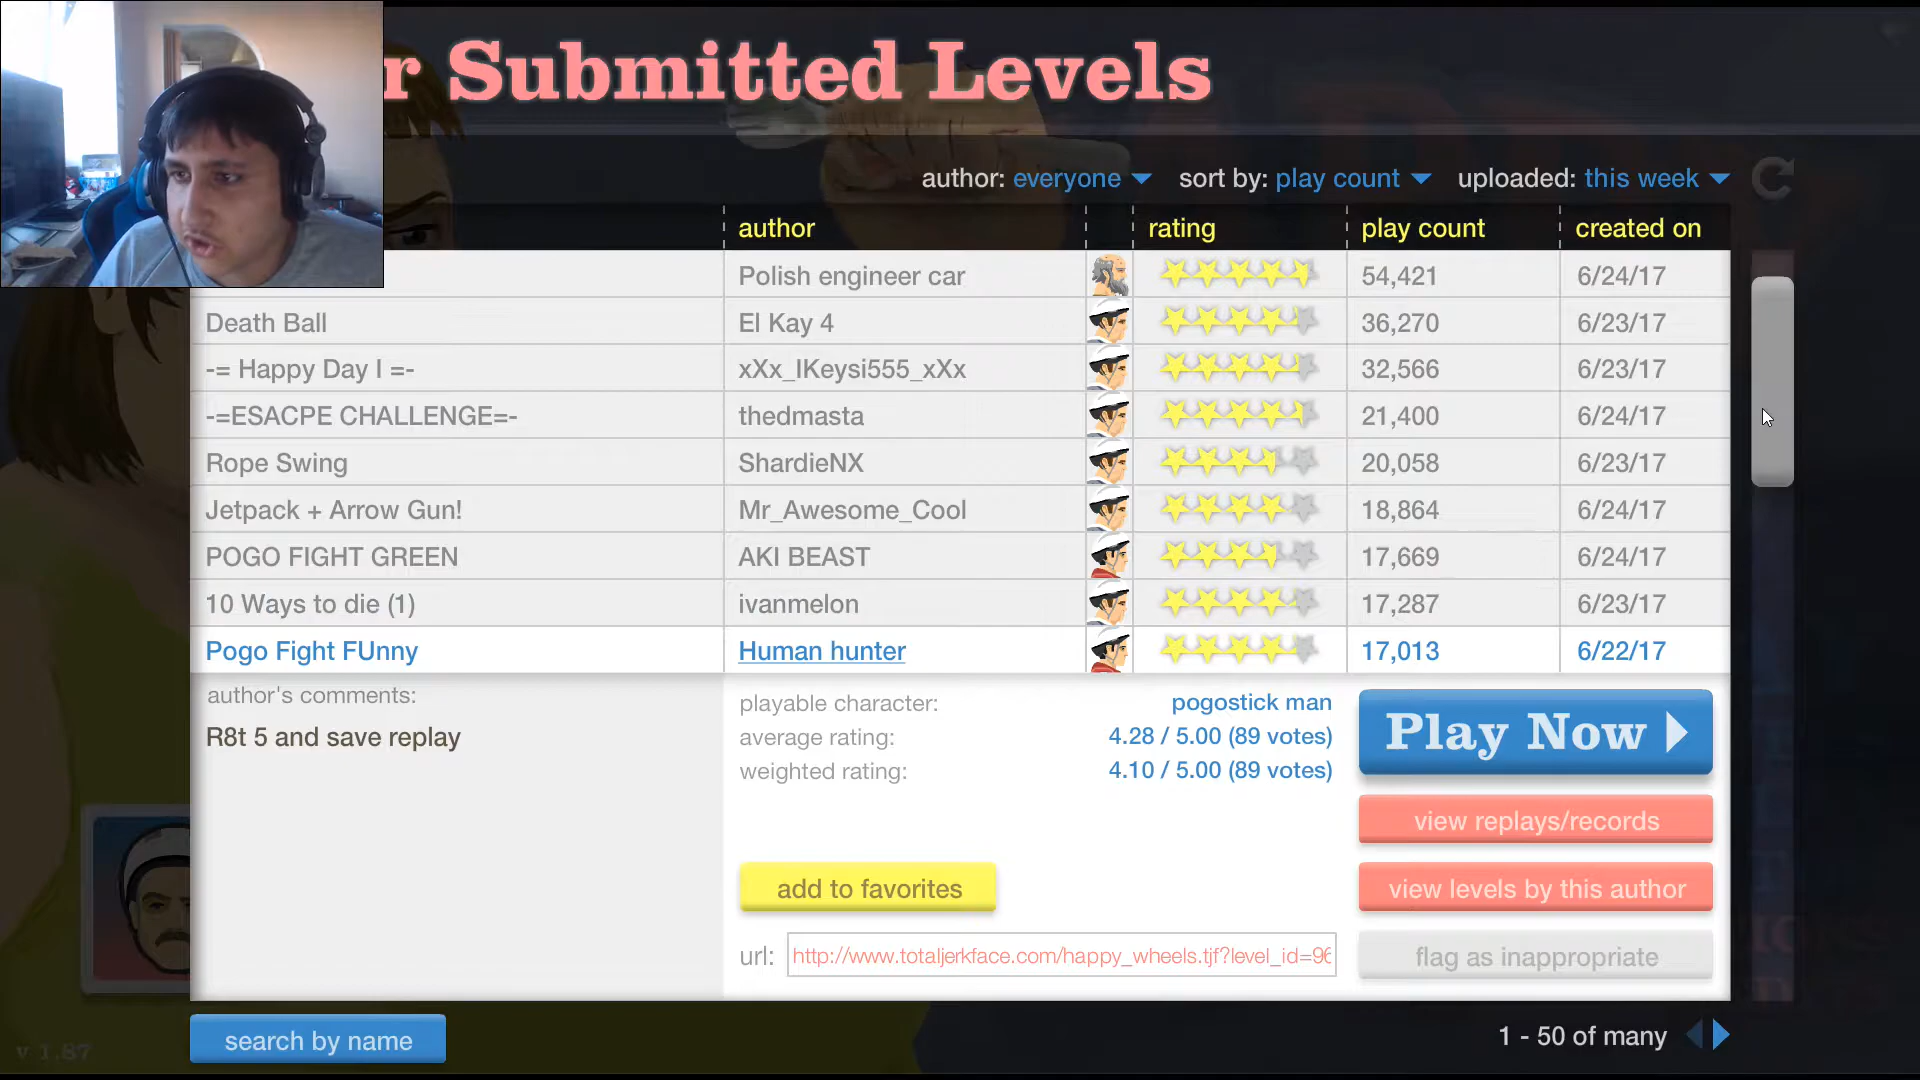 r Submitted Levels
author: everyone sort by: play count uploaded: this week
author rating play count created on
Polish engineer car 54,421 6/24/17
Death Ball El Kay 4 36,270 6/23/17
-= Happy Day I =- xXx_IKeysi555_xXx 32,566 6/23/17
-=ESACPE CHALLENGE=- thedmasta 21,400 6/24/17
Rope Swing ShardieNX 20,058 6/23/17
Jetpack + Arrow Gun! Mr_Awesome_Cool 18,864 6/24/17
POGO FIGHT GREEN AKI BEAST 17,669 6/24/17
10 Ways to die (1) ivanmelon 17,287 6/23/17
Pogo Fight FUnny Human hunter 17,013 6/22/17
author's comments:
R8t 5 and save replay
playable character: pogostick man
average rating: 4.28 / 5.00 (89 votes)
weighted rating: 4.10 / 5.00 (89 votes)
Play Now
view replays/records
add to favorites
view levels by this author
url: http://www.totaljerkface.com/happy_wheels.tjf?level_id=96
flag as inappropriate
search by name
1 - 50 of many
v 1.87